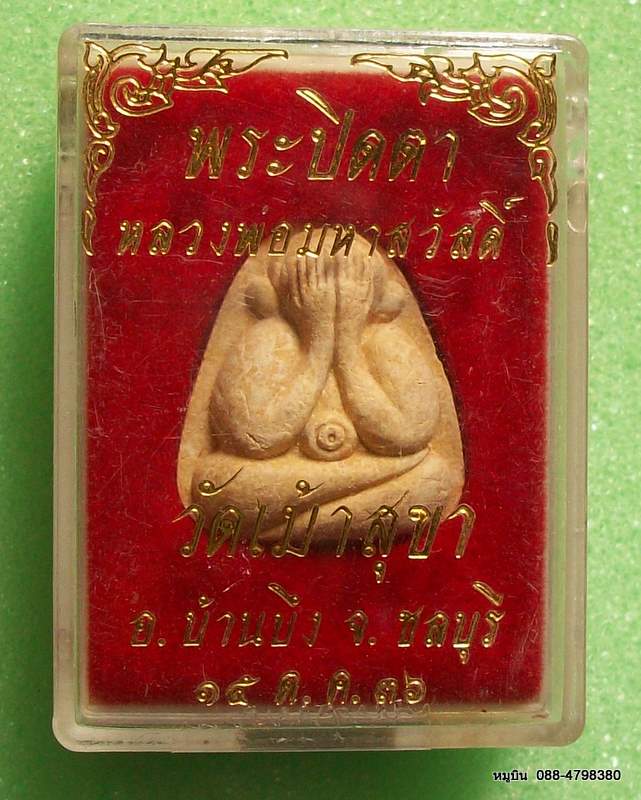 พระปิดตา
หลวงพ่อมหาสวัสดิ์
วัดเม้าสุขา
อ. บ้านบึง จ. ชลบุรี
๑๕ ต. ค. ๓๖
หมูบิน 088-4798380